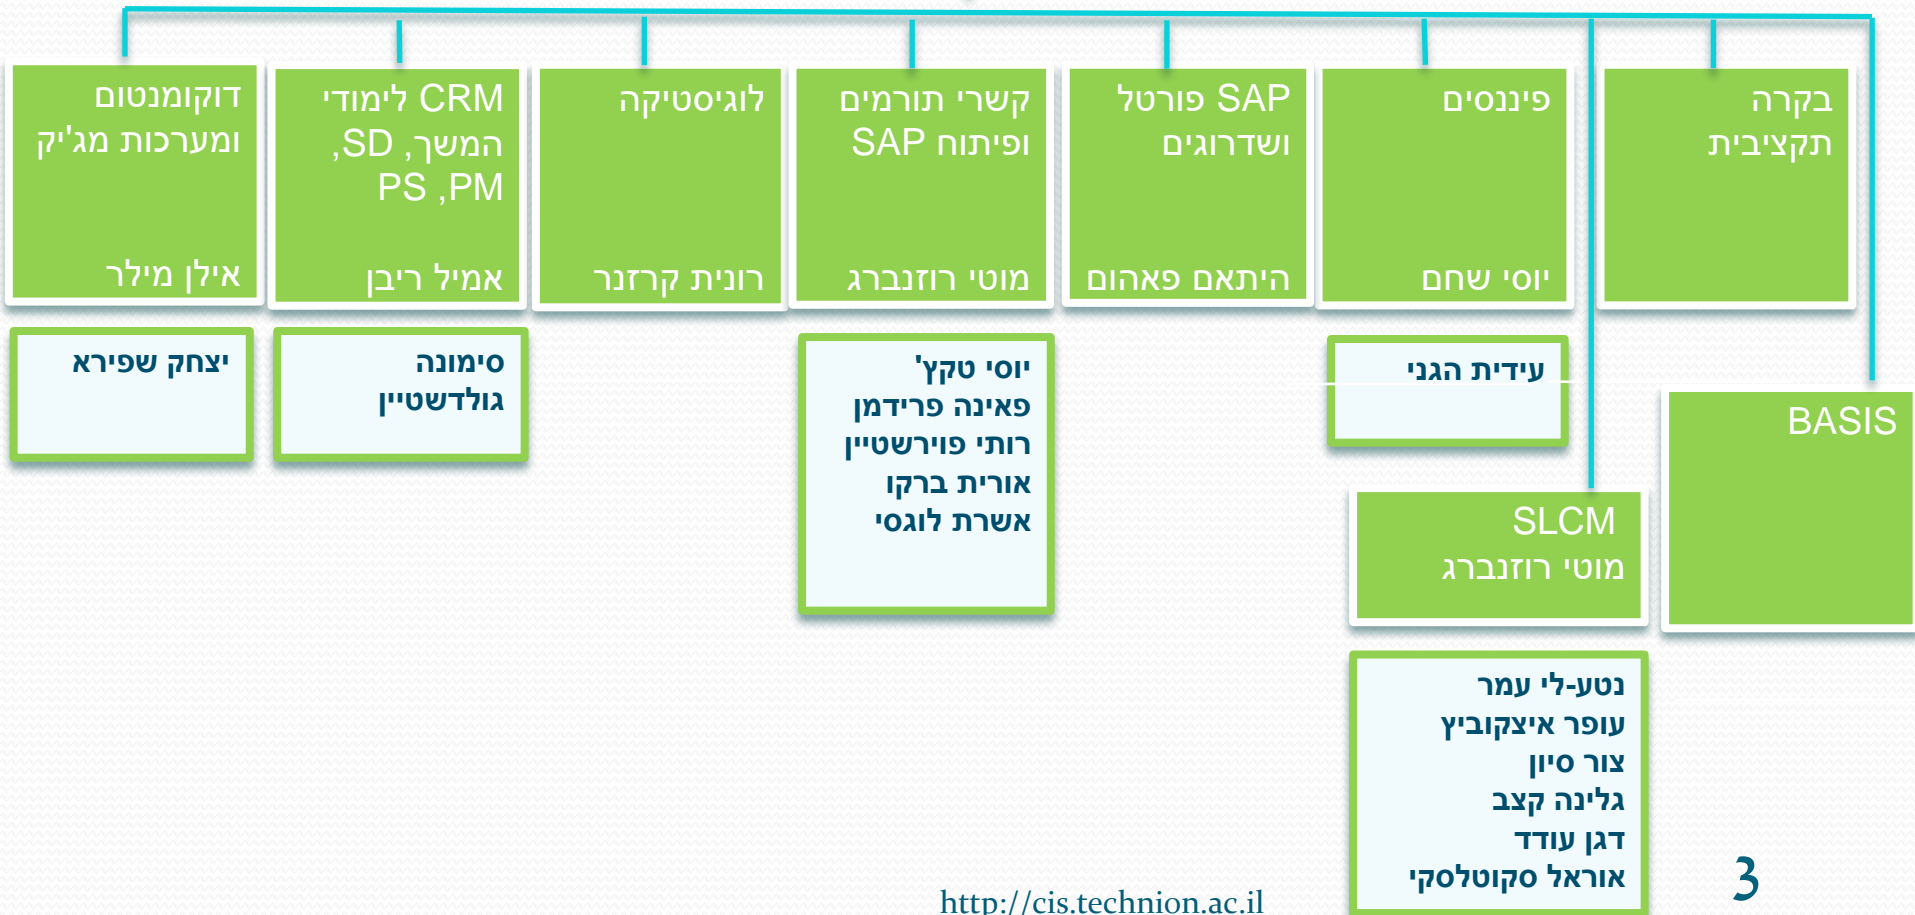 בקרה
תקציבית
פיננסים
יוסי שחם
SAP פורטל
ושדרוגים
היתאם פאהום
קשרי תורמים
ופיתוח SAP
מוטי רוזנברג
לוגיסטיקה
רונית קרזנר
CRM לימודי
המשך, SD,
PM, PS
אמיל ריבן
דוקומנטום
ומערכות מג'יק
אילן מילר
עידית הגני
יוסי טקץ'
פאינה פרידמן
רותי פוירשטיין
אורית ברקו
אשרת לוגסי
סימונה
גולדשטיין
יצחק שפירא
BASIS
SLCM
מוטי רוזנברג
נטע-לי עמר
עופר איצקוביץ
צור סיון
גלינה קצב
דגן עודד
אוראל סקוטלסקי
http://cis.technion.ac.il
3